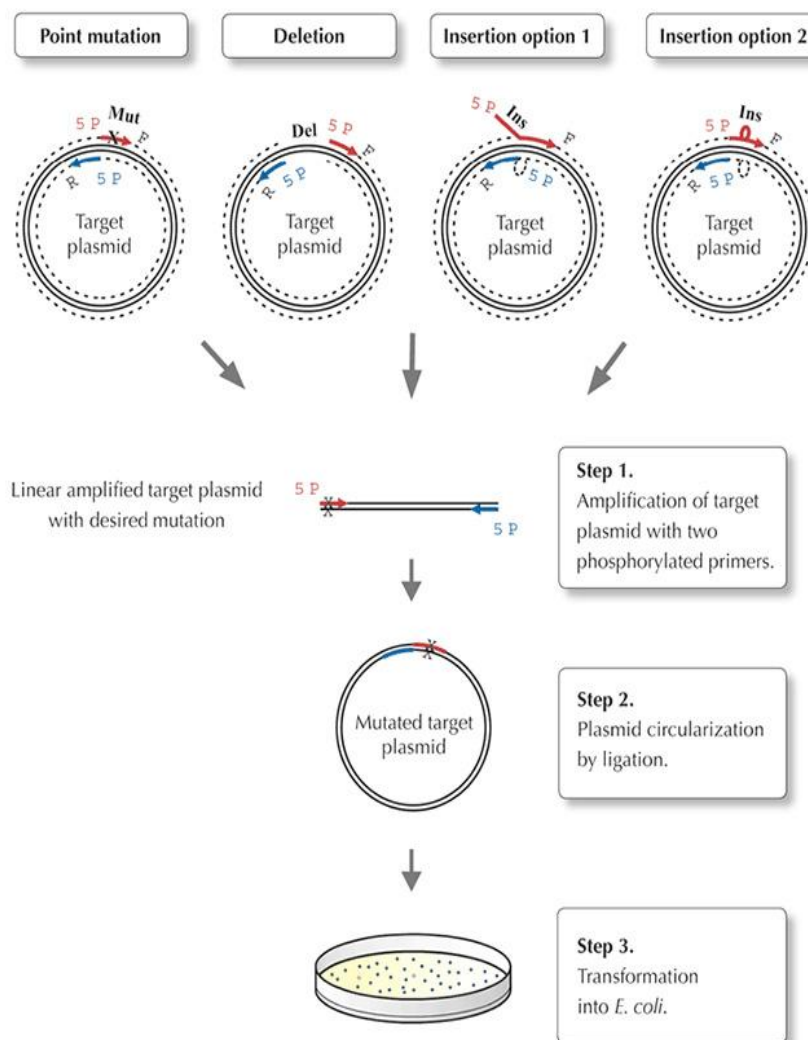 Point mutation
Deletion
Insertion option 1
Insertion option 2
5 P Mut
X F
R 5 P
Target
plasmid
Del 5 P
F
R 5 P
Target
plasmid
5 P Ins
F
R 5 P
Target
plasmid
Ins
5 P F
R 5 P
Target
plasmid
Linear amplified target plasmid
with desired mutation
5 P
X
X
5 P
Step 1.
Amplification of target
plasmid with two
phosphorylated primers.
X
X
Mutated target
plasmid
Step 2.
Plasmid circularization
by ligation.
Step 3.
Transformation
into E. coli.